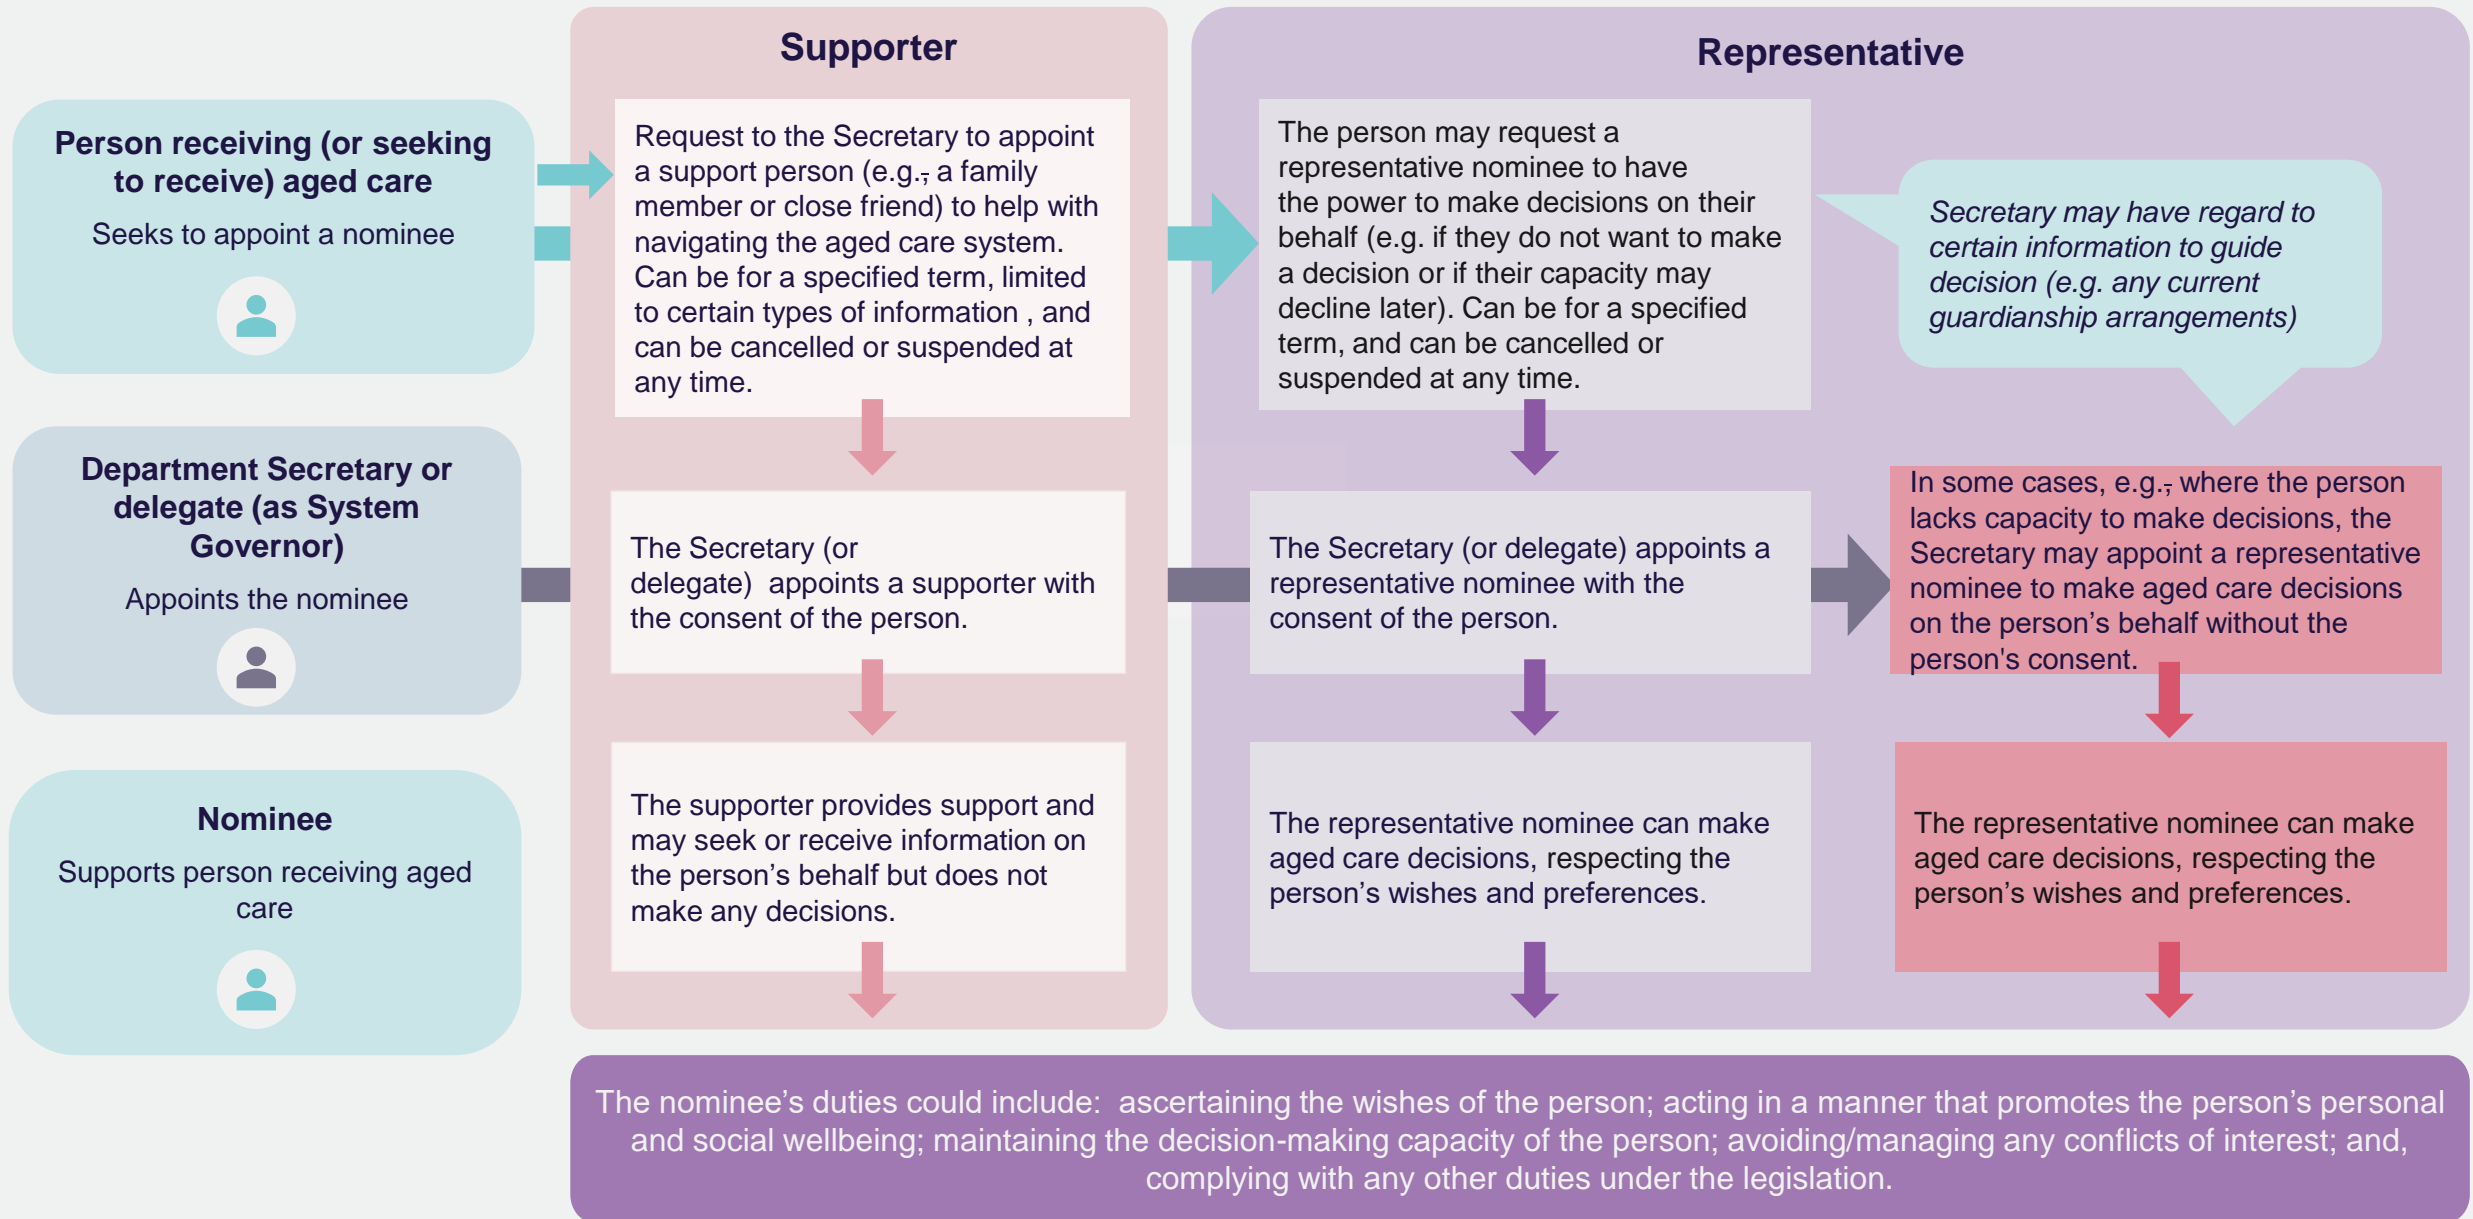 Supporter
Representative
Person receiving (or seeking
to receive) aged care
Seeks to appoint a nominee
Request to the Secretary to appoint
a support person (e.g., a family
member or close friend) to help with
navigating the aged care system.
Can be for a specified term, limited
to certain types of information , and
can be cancelled or suspended at
any time.
The person may request a
representative nominee to have
the power to make decisions on their
behalf (e.g. if they do not want to make
a decision or if their capacity may
decline later). Can be for a specified
term, and can be cancelled or
suspended at any time.
Secretary may have regard to
certain information to guide
decision (e.g. any current
guardianship arrangements)
Department Secretary or
delegate (as System
Governor)
Appoints the nominee
The Secretary (or
delegate)  appoints a supporter with
the consent of the person.
The Secretary (or delegate) appoints a
representative nominee with the
consent of the person.
In some cases, e.g., where the person
lacks capacity to make decisions, the
Secretary may appoint a representative
nominee to make aged care decisions
on the person’s behalf without the
person's consent.
Nominee
Supports person receiving aged
care
The supporter provides support and
may seek or receive information on
the person’s behalf but does not
make any decisions.
The representative nominee can make
aged care decisions, respecting the
person’s wishes and preferences.
The representative nominee can make
aged care decisions, respecting the
person’s wishes and preferences.
The nominee’s duties could include:  ascertaining the wishes of the person; acting in a manner that promotes the person’s personal
and social wellbeing; maintaining the decision-making capacity of the person; avoiding/managing any conflicts of interest; and,
complying with any other duties under the legislation.